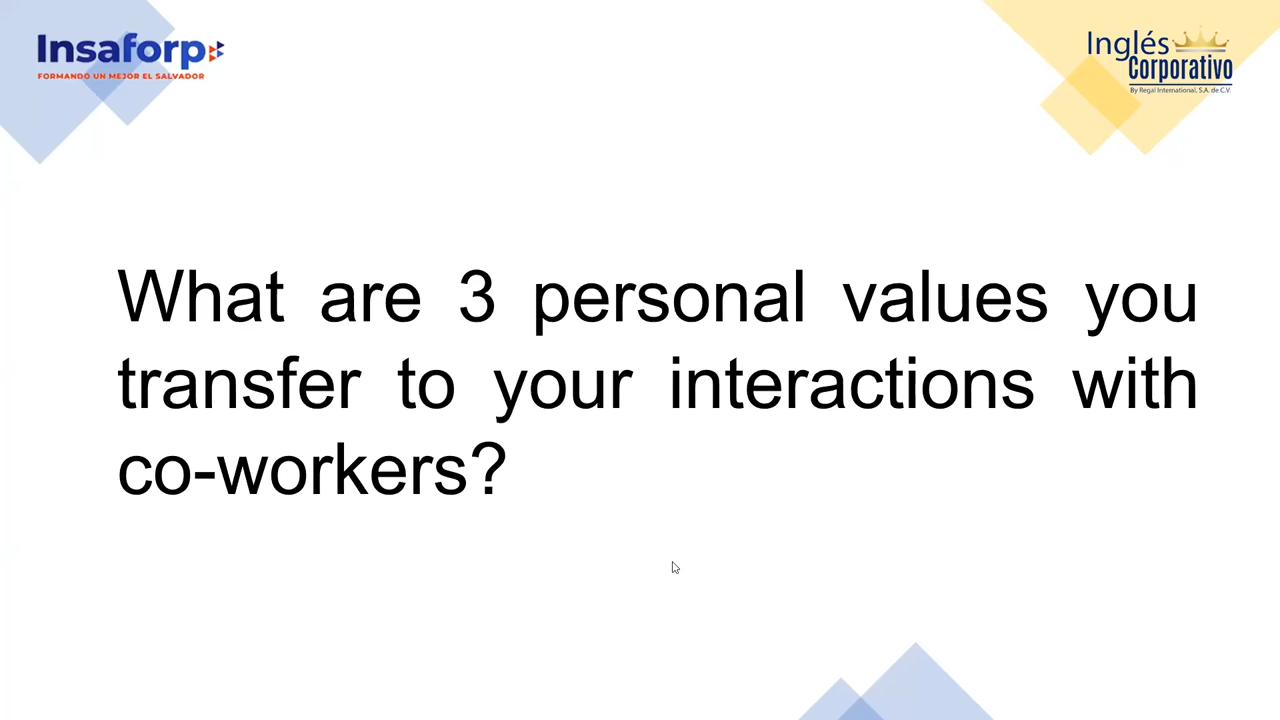 Insaforp
FORMANDO UN MEJOR EL SALVADOR
Inglés
Corporativo
By Regal International, S.A. de C.V.
What are 3 personal values you
transfer to your interactions with
co-workers?